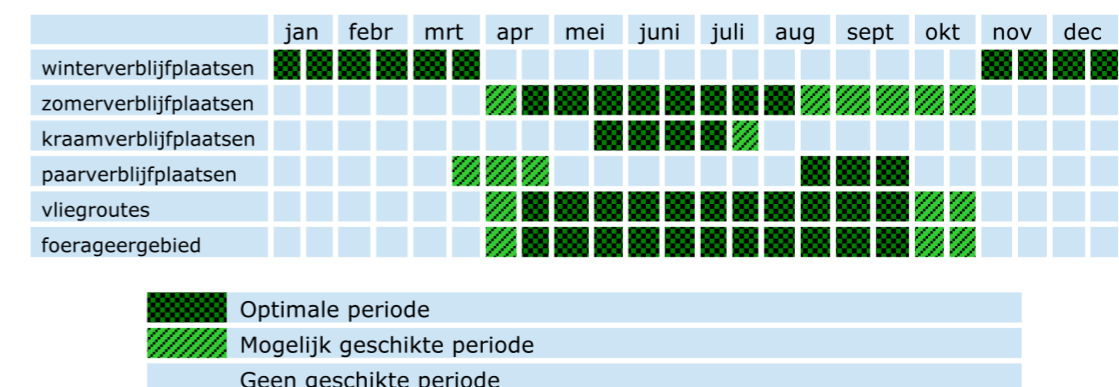 jan febr mrt apr mei juni juli aug sept okt nov dec
winterverblijfplaatsen
zomerverblijfplaatsen
kraamverblijfplaatsen
paarverblijfplaatsen
vliegroutes
foerageergebied
Optimale periode
Mogelijk geschikte periode
Geen geschikte periode